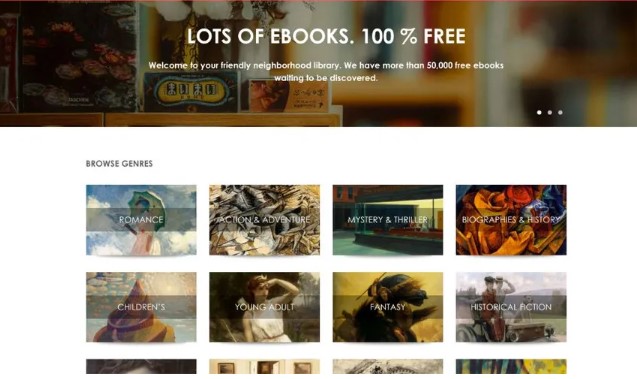 LOTS OF EBOOKS. 100 % FREE
Welcome to your friendly neighborhood library. We have more than 50,000 free ebooks
waiting to be discovered.
BROWSE GENRES
ROMANCE
ACTION & ADVENTURE
MYSTERY & THRILLER
BIOGRAPHIES & HISTORY
CHILDREN'S
YOUNG ADULT
FANTASY
HISTORICAL FICTION